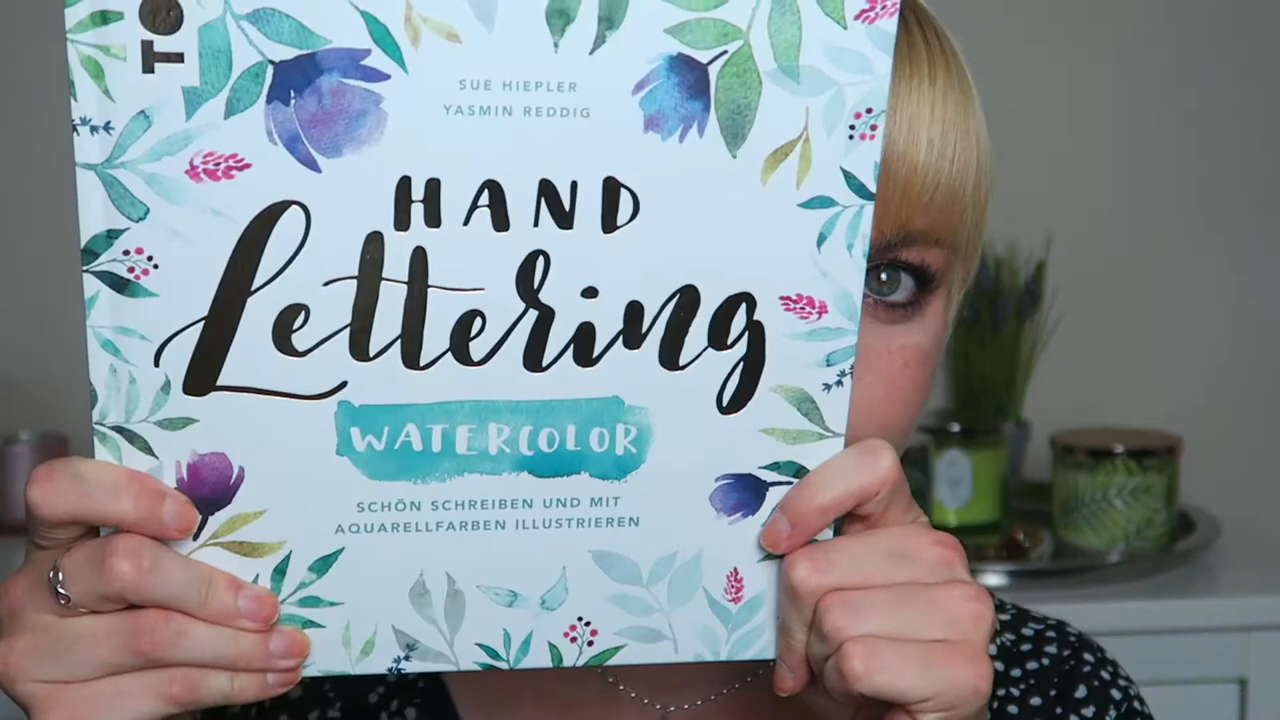 SUE HIEPLER
YASMIN REDDIG
HAND
Lettering
WATERCOLOR
SCHÖN SCHREIBEN UND MIT
AQUARELLFARBEN ILLUSTRIEREN